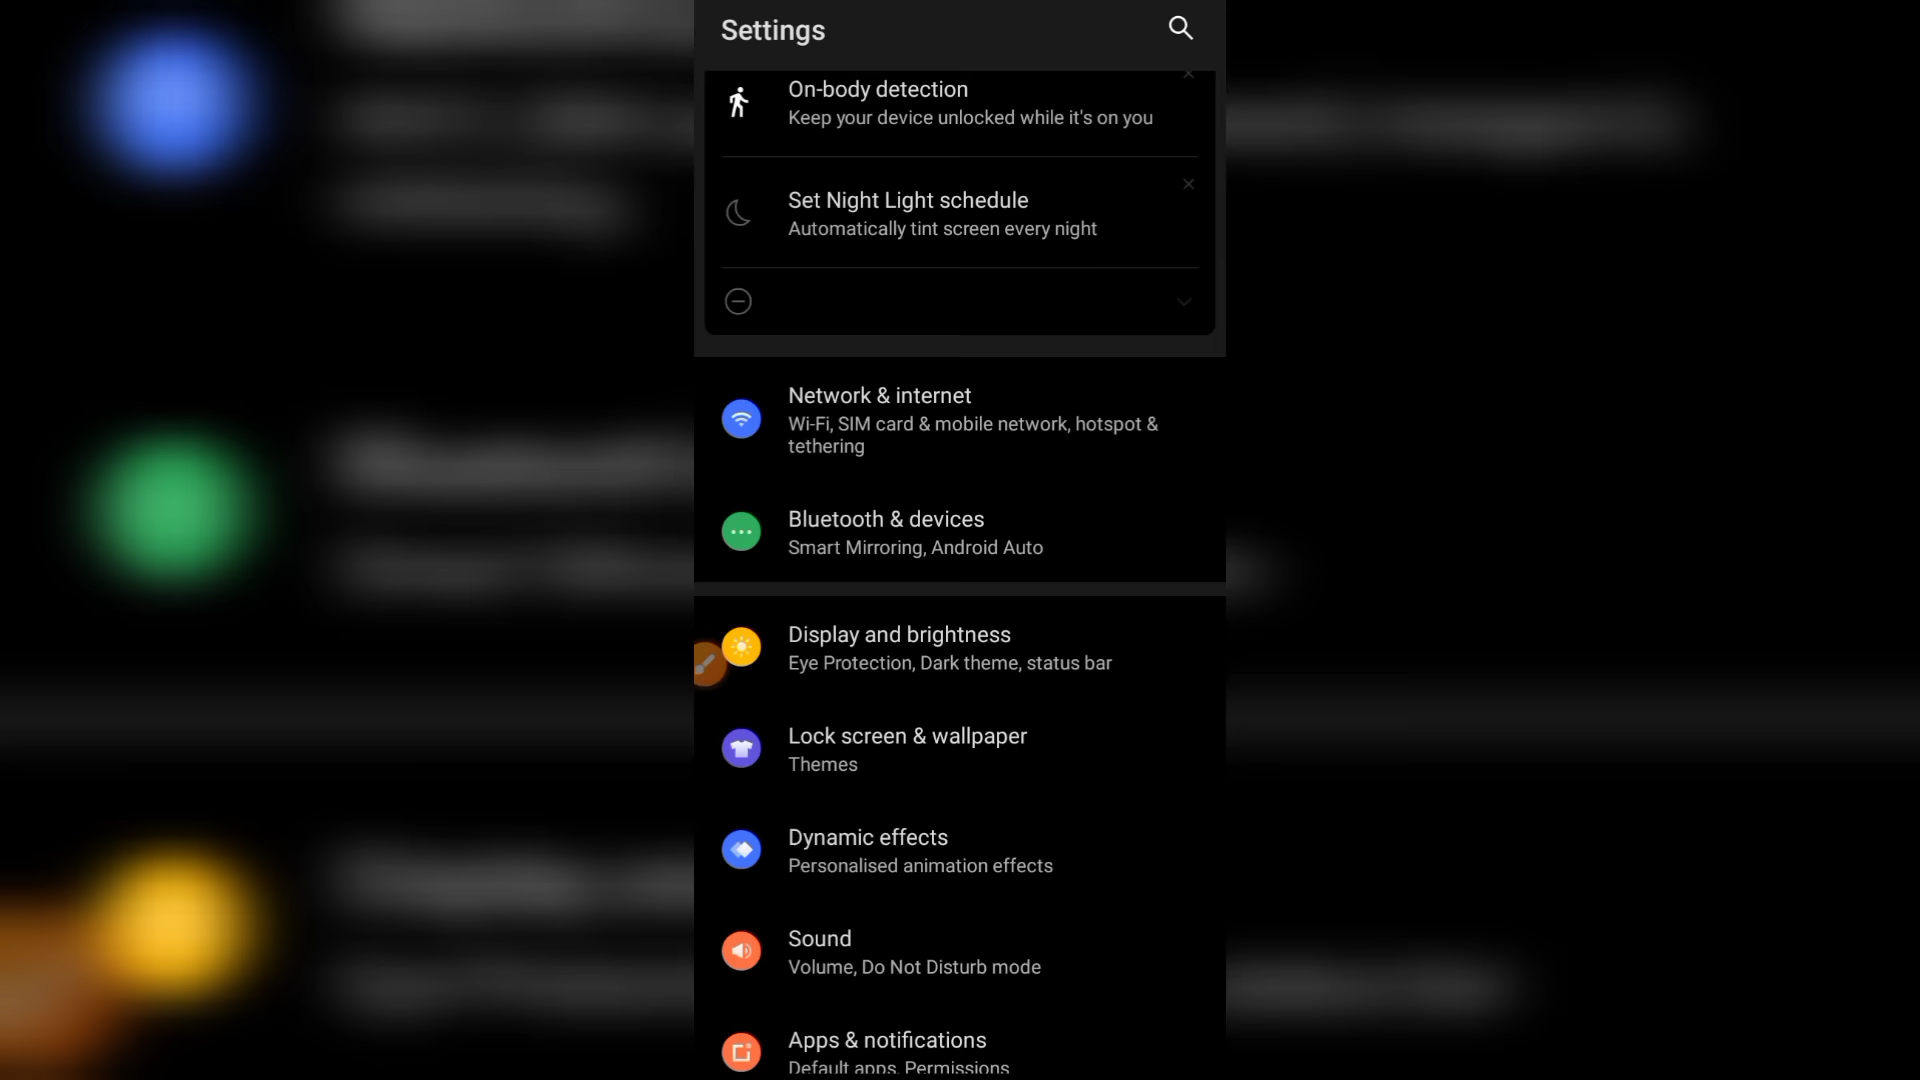 Settings
On-body detection
Keep your device unlocked while it's on you
Set Night Light schedule
Automatically tint screen every night
Network & internet
Wi-Fi, SIM card & mobile network, hotspot &
tethering
Bluetooth & devices
Smart Mirroring, Android Auto
Display and brightness
Eye Protection, Dark theme, status bar
Lock screen & wallpaper
Themes
Dynamic effects
Personalised animation effects
Sound
Volume, Do Not Disturb mode
Apps & notifications
Default apps, Permissions